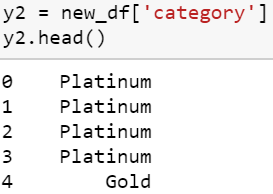 y2 = new_df['category']
y2.head()
0 Platinum
1 Platinum
2 Platinum
3 Platinum
4 Gold